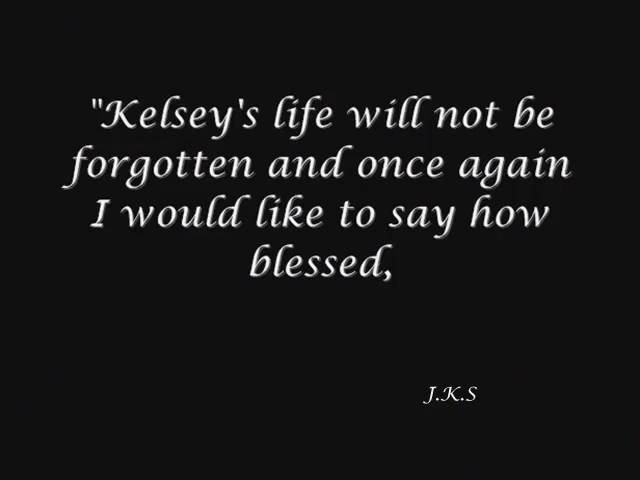 "Kelsey's life will not be
forgotten and once again
I would like to say how
blessed,
J.K.S